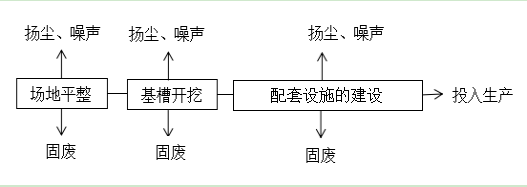 扬尘、噪声 扬尘、噪声 扬尘、噪声
场地平整 基槽开挖 配套设施的建设 投入生产
固废 固废 固废